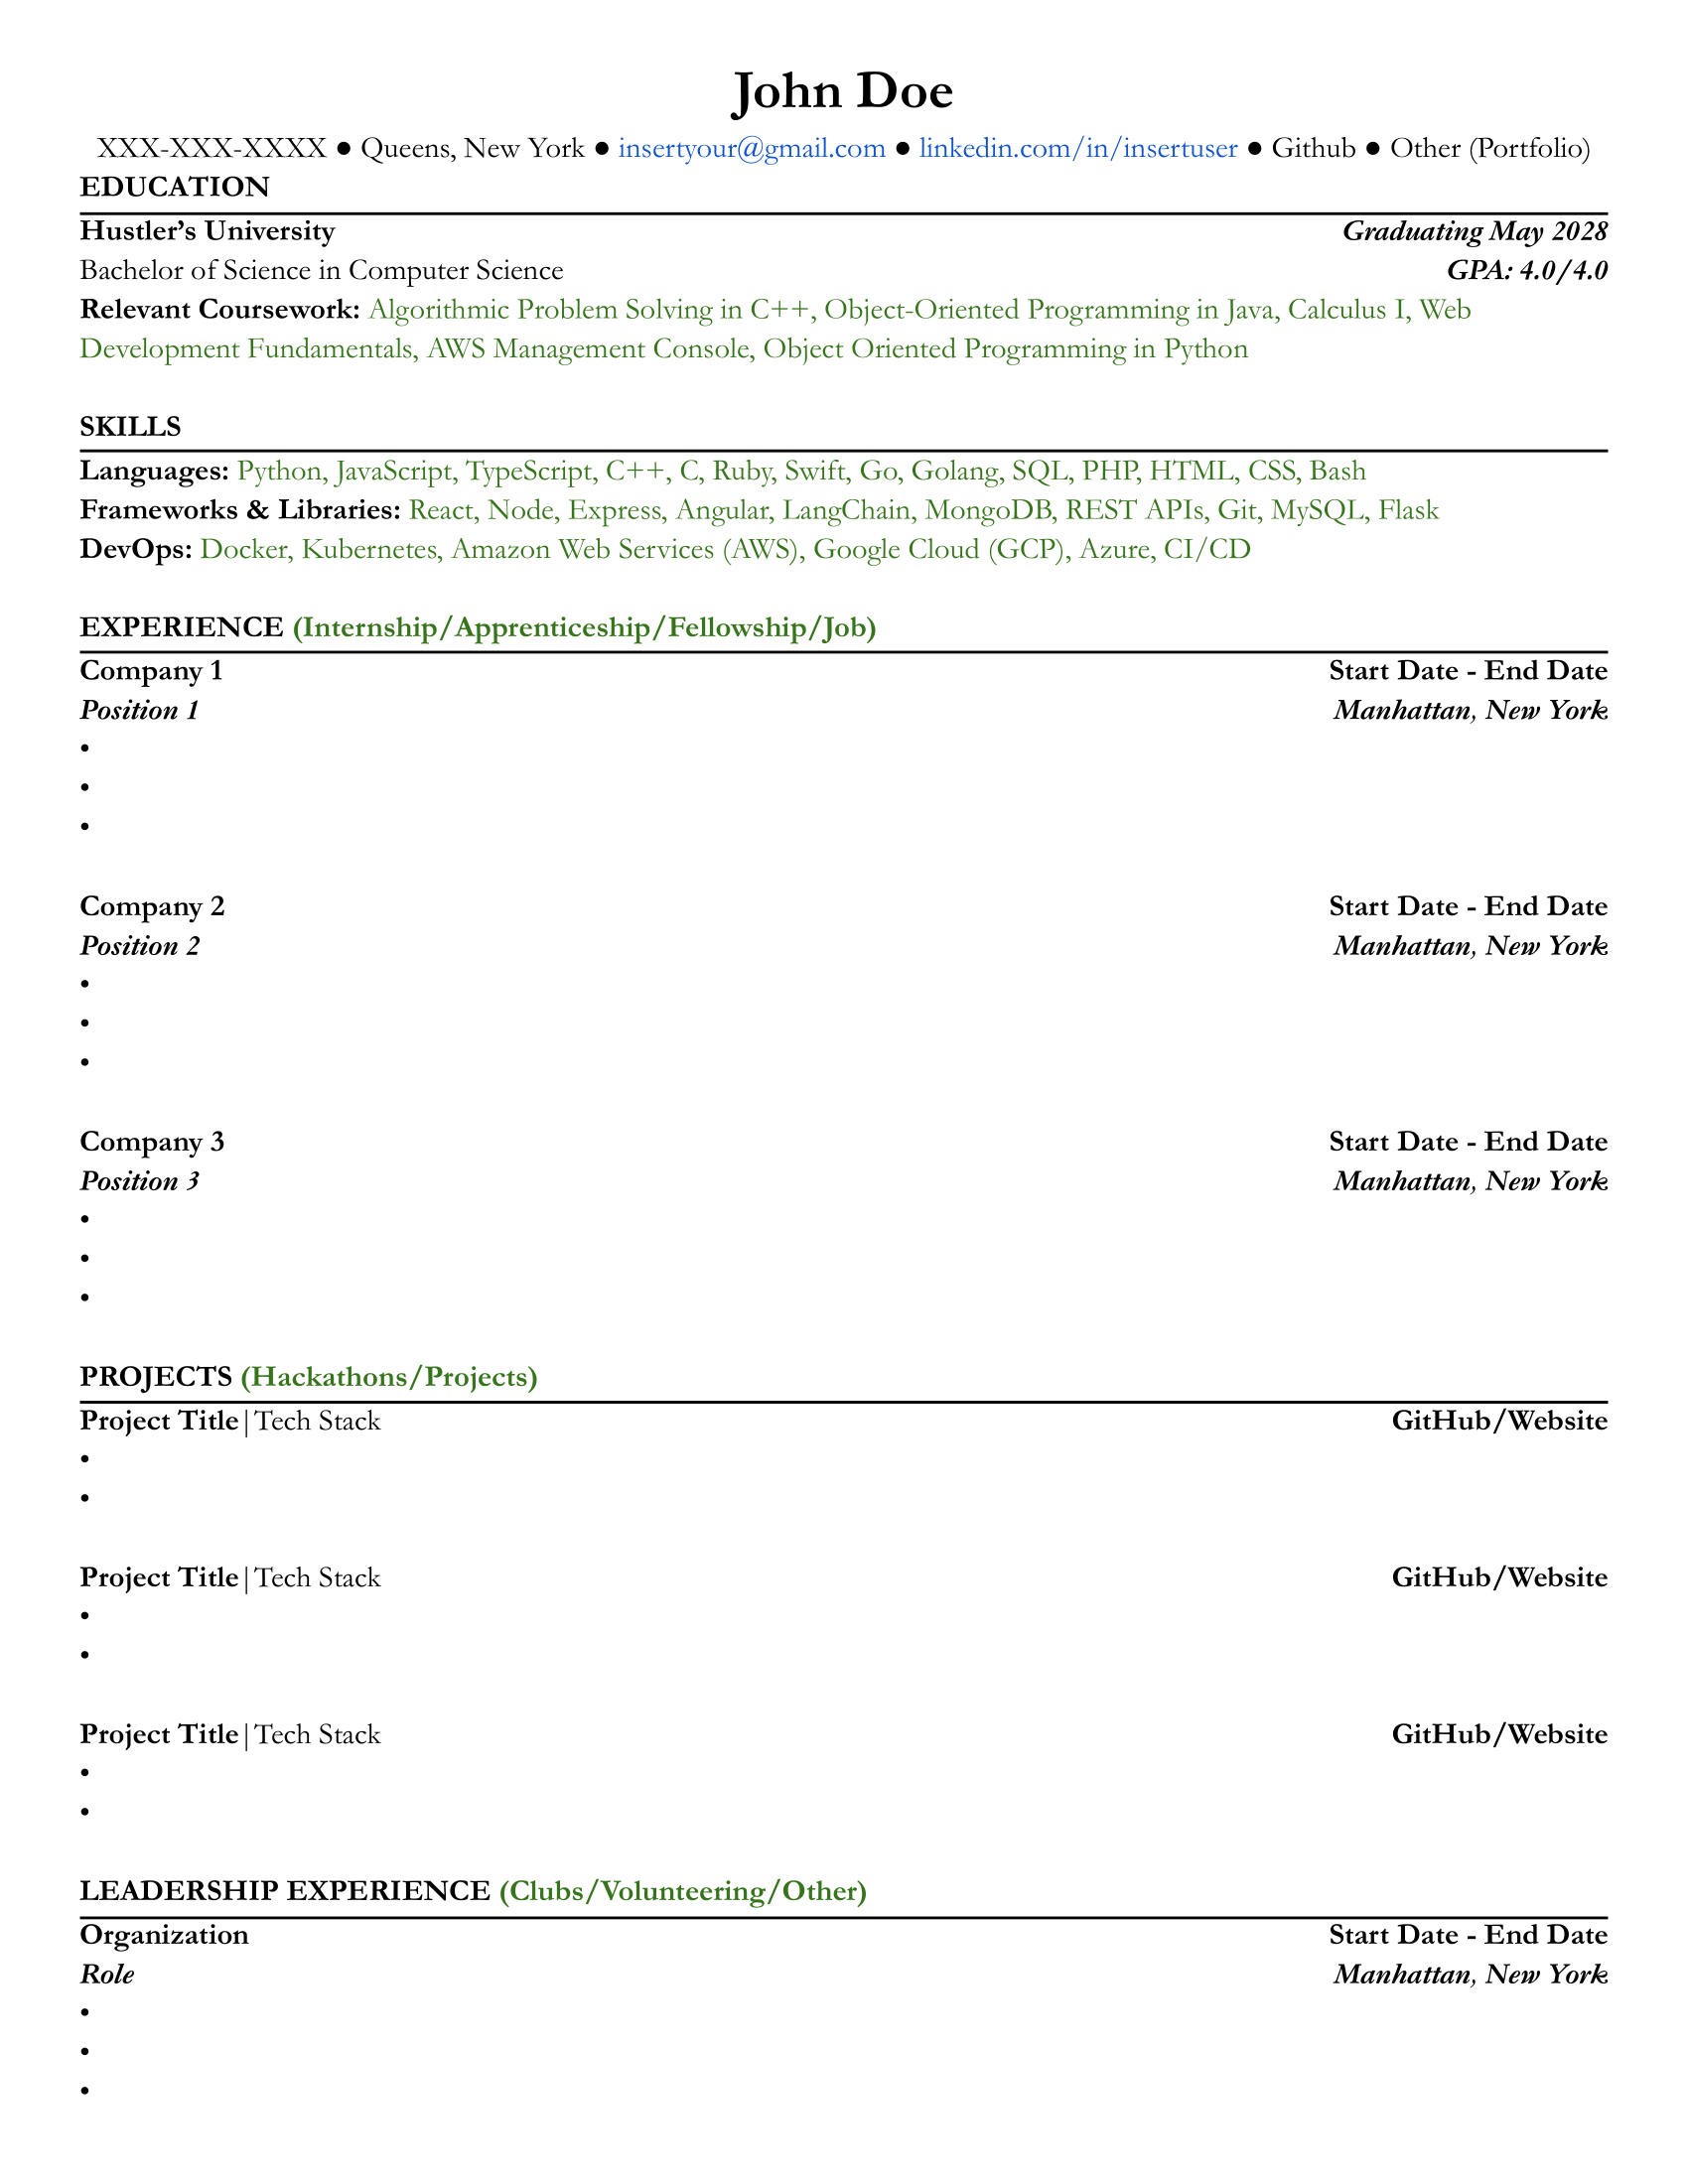 John Doe
XXX-XXX-XXXX ● Queens, New York ● insertyour@gmail.com ● linkedin.com/in/insertuser ● Github ● Other (Portfolio)
EDUCATION
Hustler's University Graduating May 2028
Bachelor of Science in Computer Science GPA: 4.0/4.0
Relevant Coursework: Algorithmic Problem Solving in C++, Object-Oriented Programming in Java, Calculus I, Web
Development Fundamentals, AWS Management Console, Object Oriented Programming in Python
SKILLS
Languages: Python, JavaScript, TypeScript, C++, C, Ruby, Swift, Go, Golang, SQL, PHP, HTML, CSS, Bash
Frameworks & Libraries: React, Node, Express, Angular, LangChain, MongoDB, REST APIs, Git, MySQL, Flask
DevOps: Docker, Kubernetes, Amazon Web Services (AWS), Google Cloud (GCP), Azure, CI/CD
EXPERIENCE (Internship/Apprenticeship/Fellowship/Job)
Company 1 Start Date - End Date
Position 1 Manhattan, New York
•
•
•
Company 2 Start Date - End Date
Position 2 Manhattan, New York
•
•
•
Company 3 Start Date - End Date
Position 3 Manhattan, New York
•
•
•
PROJECTS (Hackathons/Projects)
Project Title|Tech Stack GitHub/Website
•
•
Project Title|Tech Stack GitHub/Website
•
•
Project Title|Tech Stack GitHub/Website
•
•
LEADERSHIP EXPERIENCE (Clubs/Volunteering/Other)
Organization Start Date - End Date
Role Manhattan, New York
•
•
•